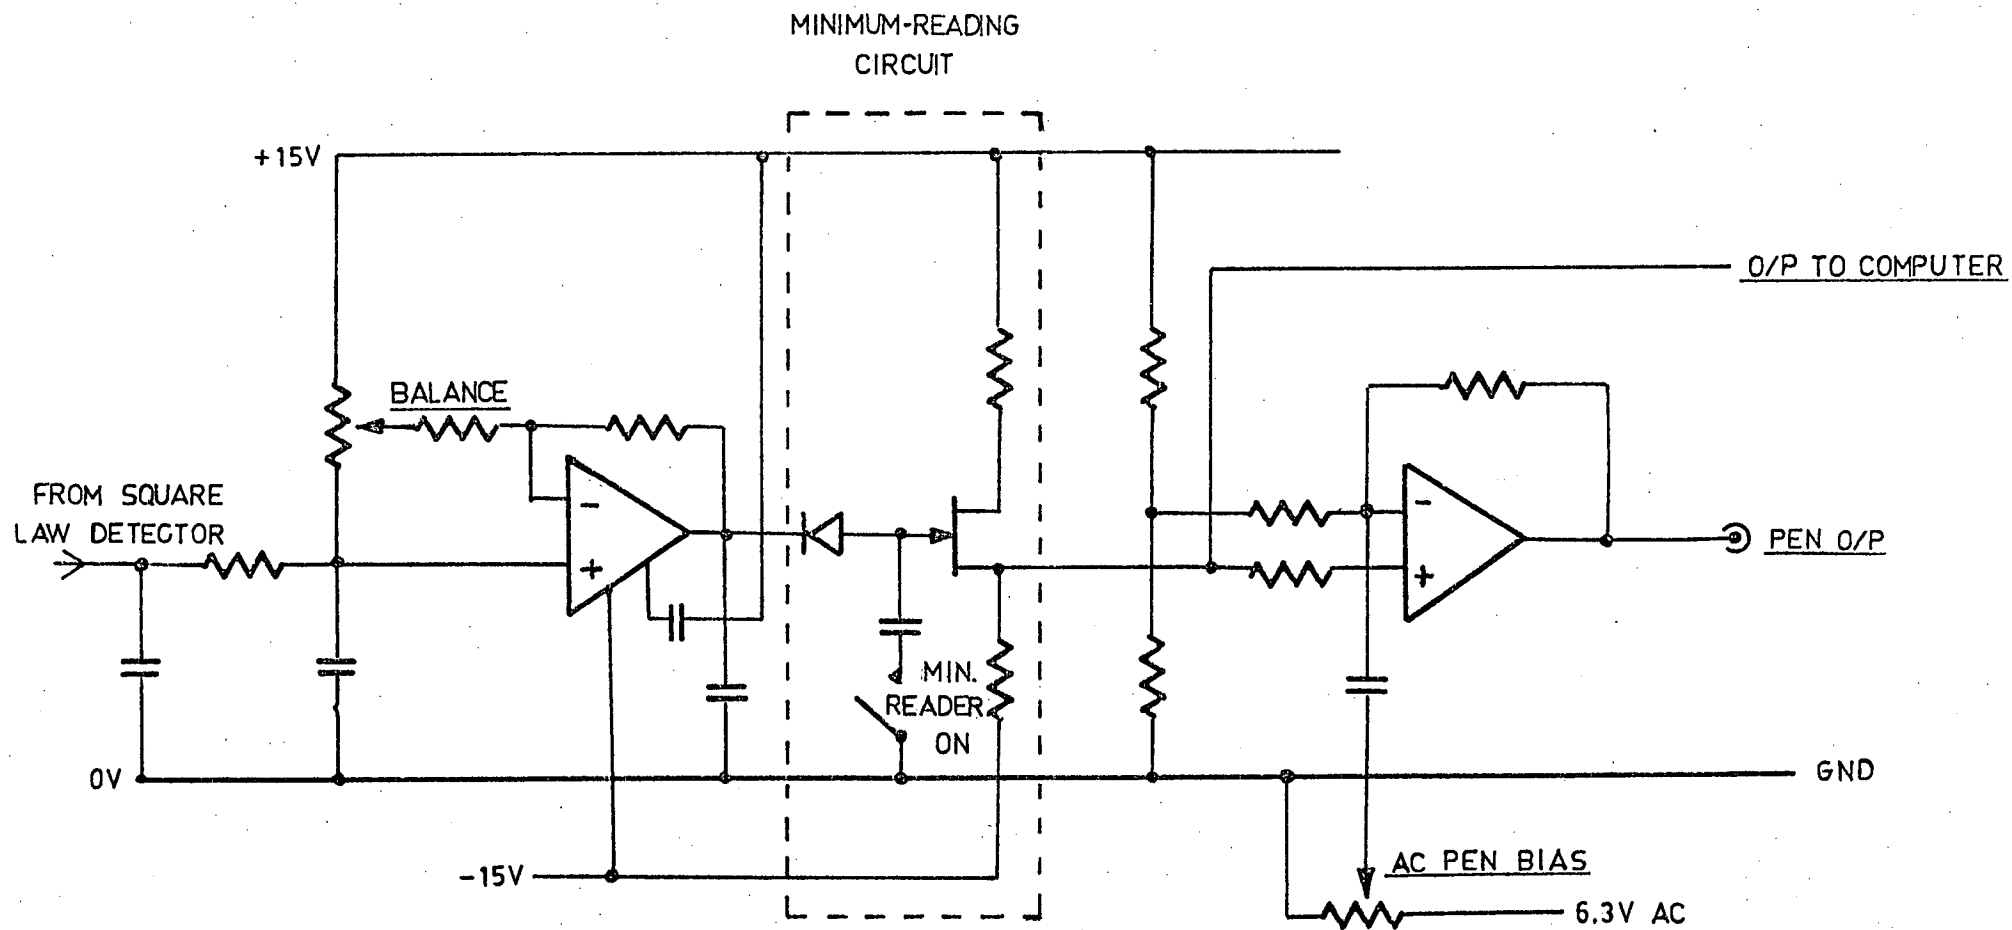 MINIMUM-READING
CIRCUIT
+15V
O/P TO COMPUTER
BALANCE
FROM SQUARE
LAW DETECTOR
-
+
-
+
PEN O/P
MIN.
READER
ON
0V
GND
-15V
AC PEN BIAS
6.3V AC